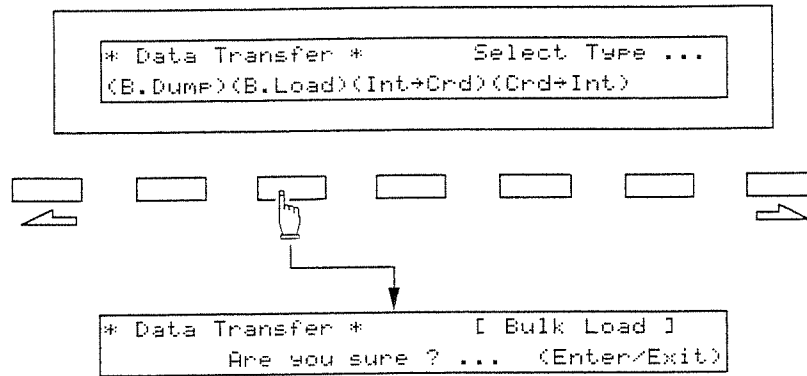 * Data Transfer * Select Type ...
(B.Dump)(B.Load)(Int→Crd)(Crd→Int)
* Data Transfer * [ Bulk Load ]
Are you sure ? ... (Enter/Exit)